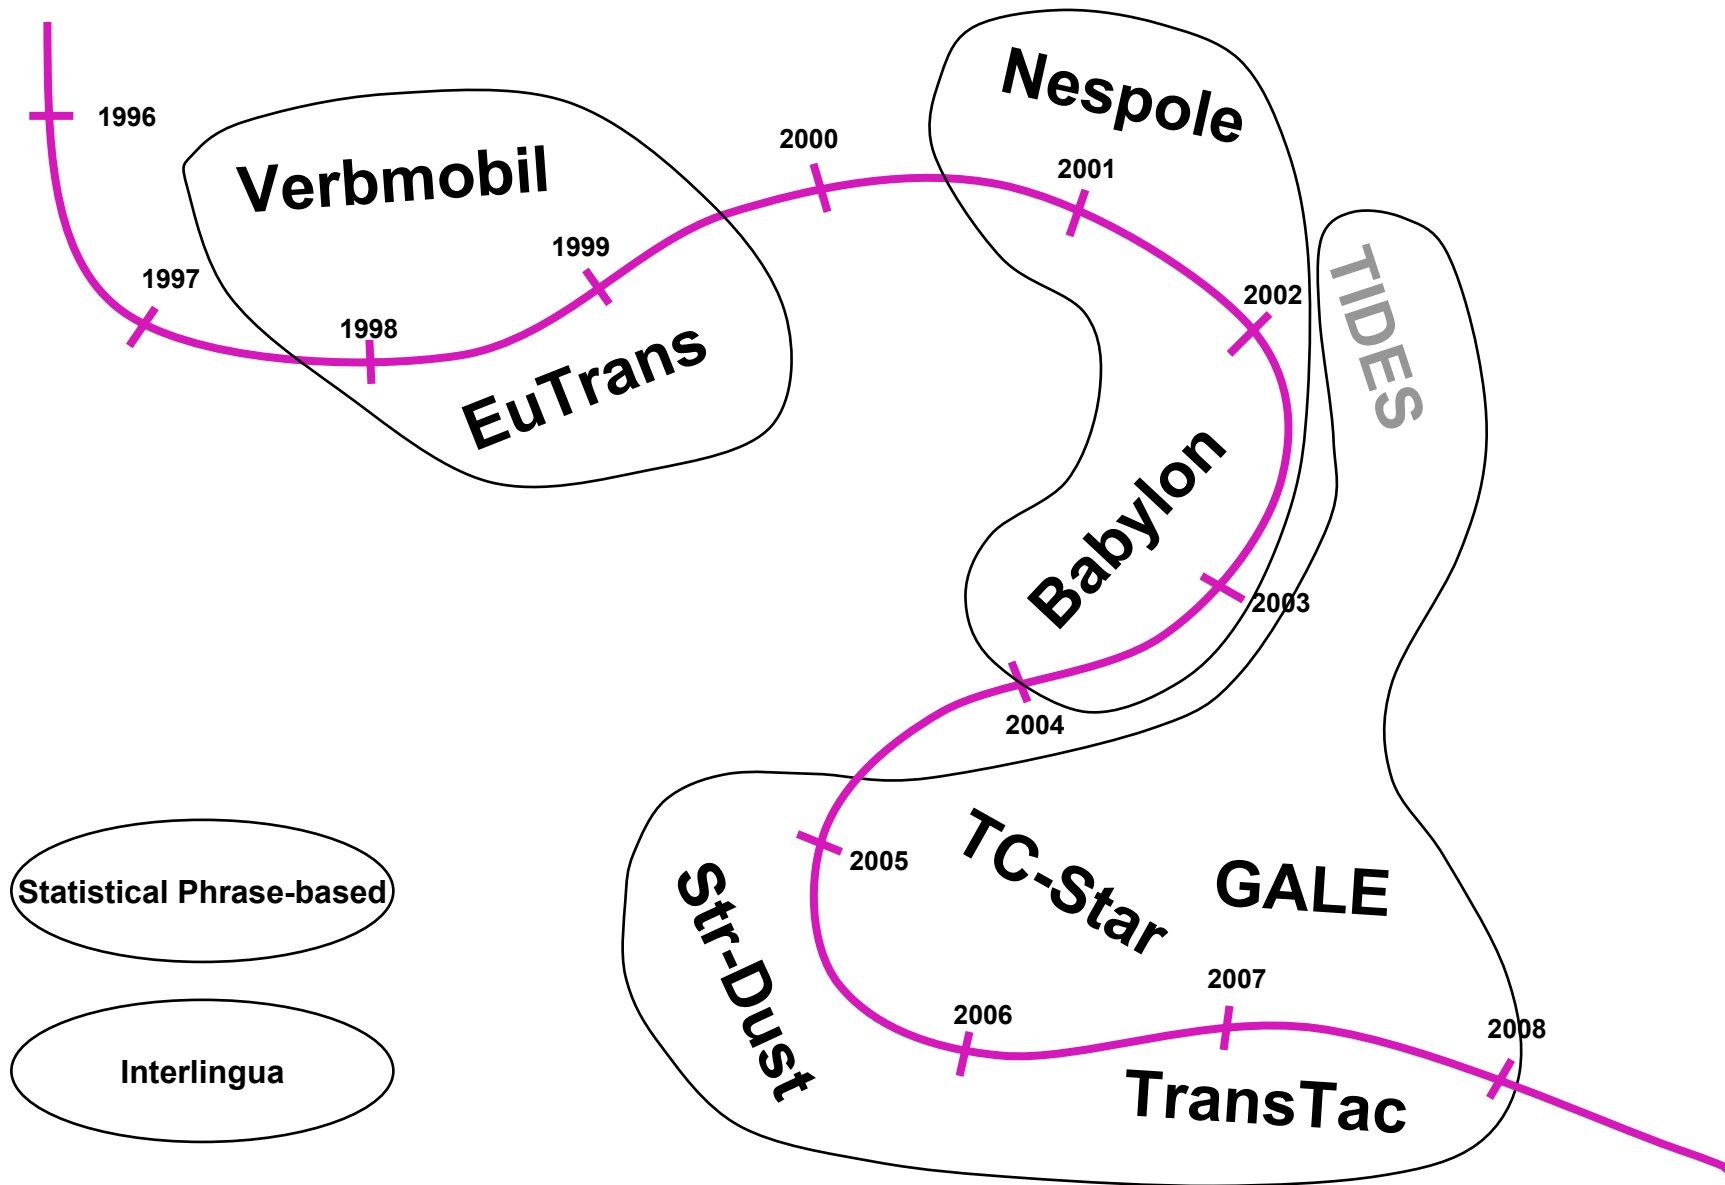 1996
1997
Verbmobil
1998
1999
EuTrans
2000
Nespole
2001
2002
TIDES
Babylon
2003
2004
2005
TC-Star
GALE
Str-Dust
2006
2007
2008
TransTac
Statistical Phrase-based
Interlingua